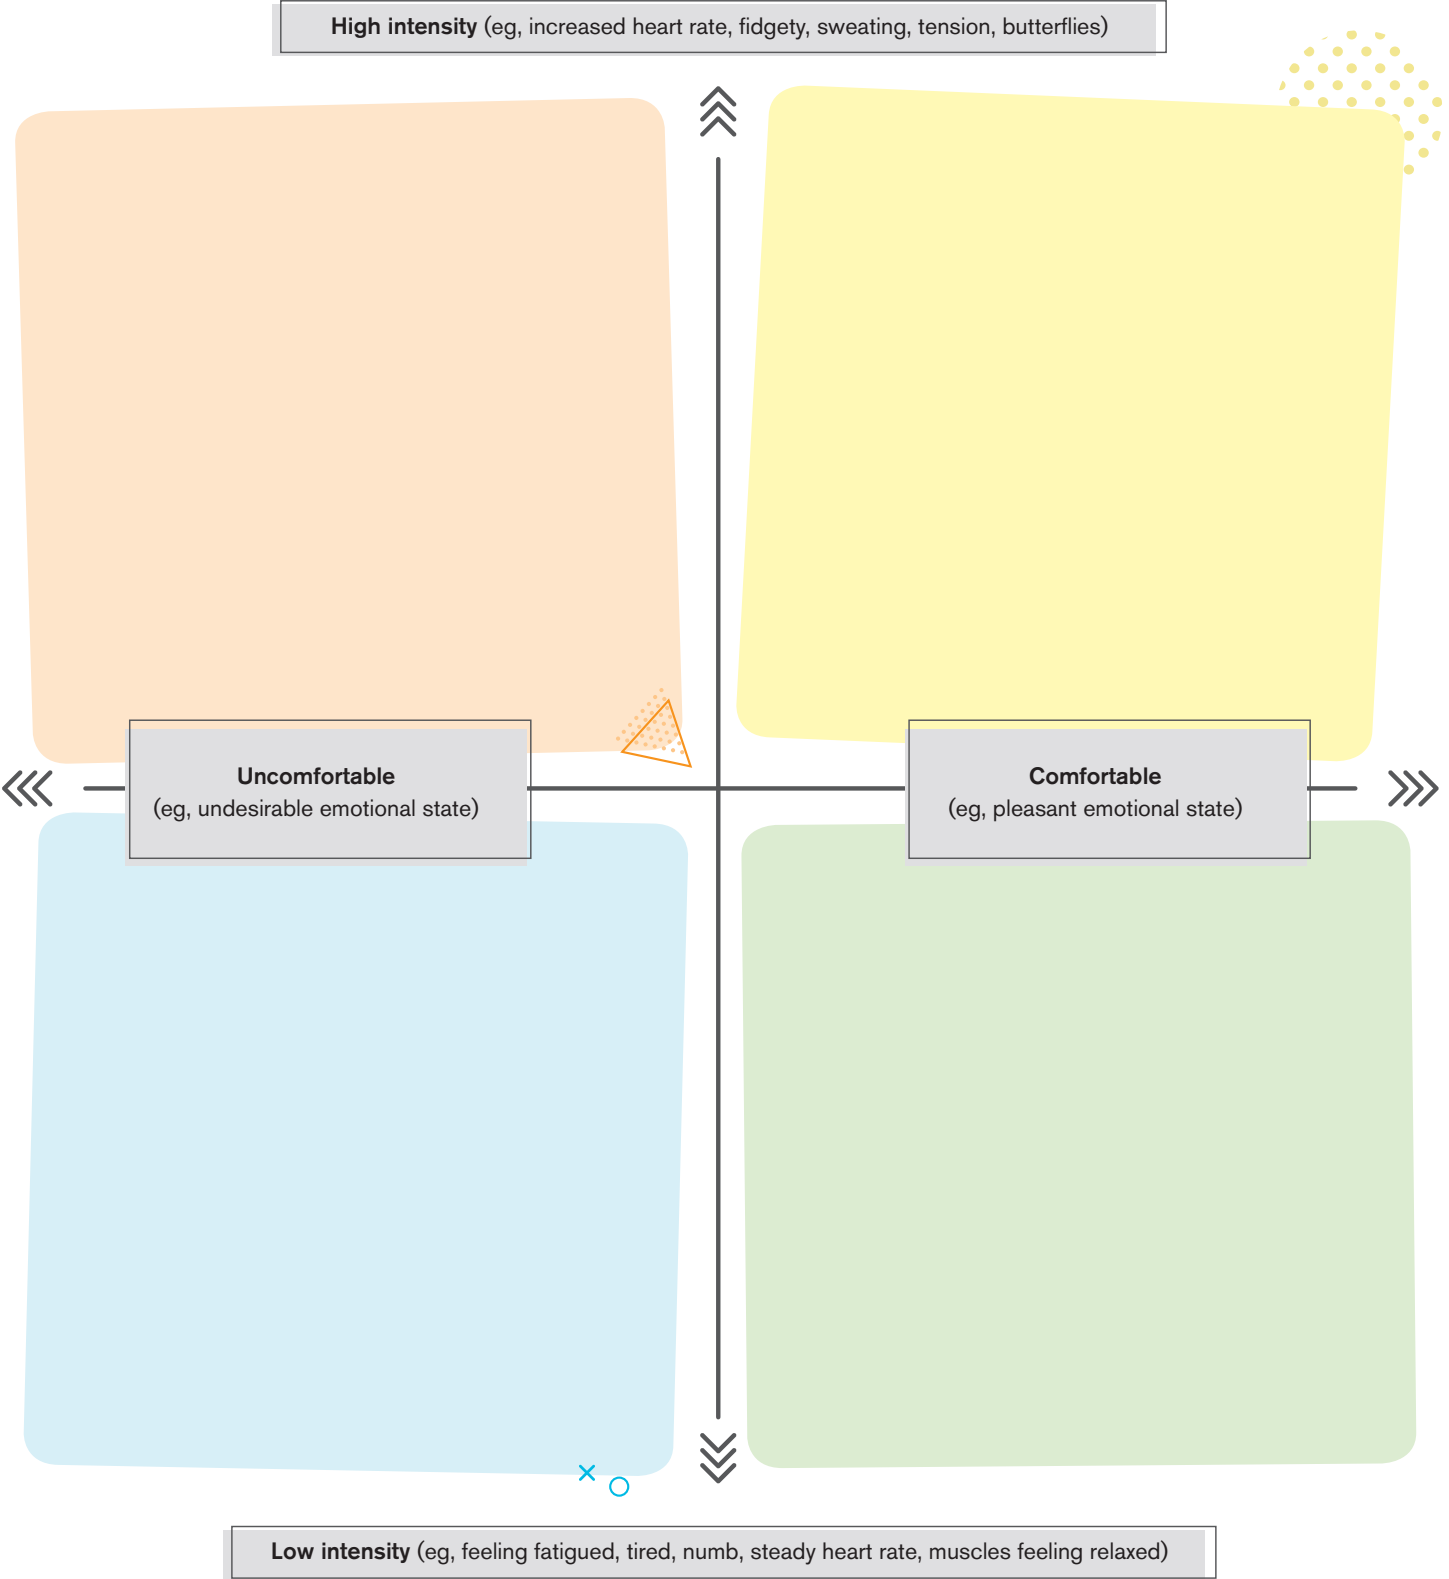 High intensity (eg, increased heart rate, fidgety, sweating, tension, butterflies)
Uncomfortable
(eg, undesirable emotional state)
Comfortable
(eg, pleasant emotional state)
Low intensity (eg, feeling fatigued, tired, numb, steady heart rate, muscles feeling relaxed)